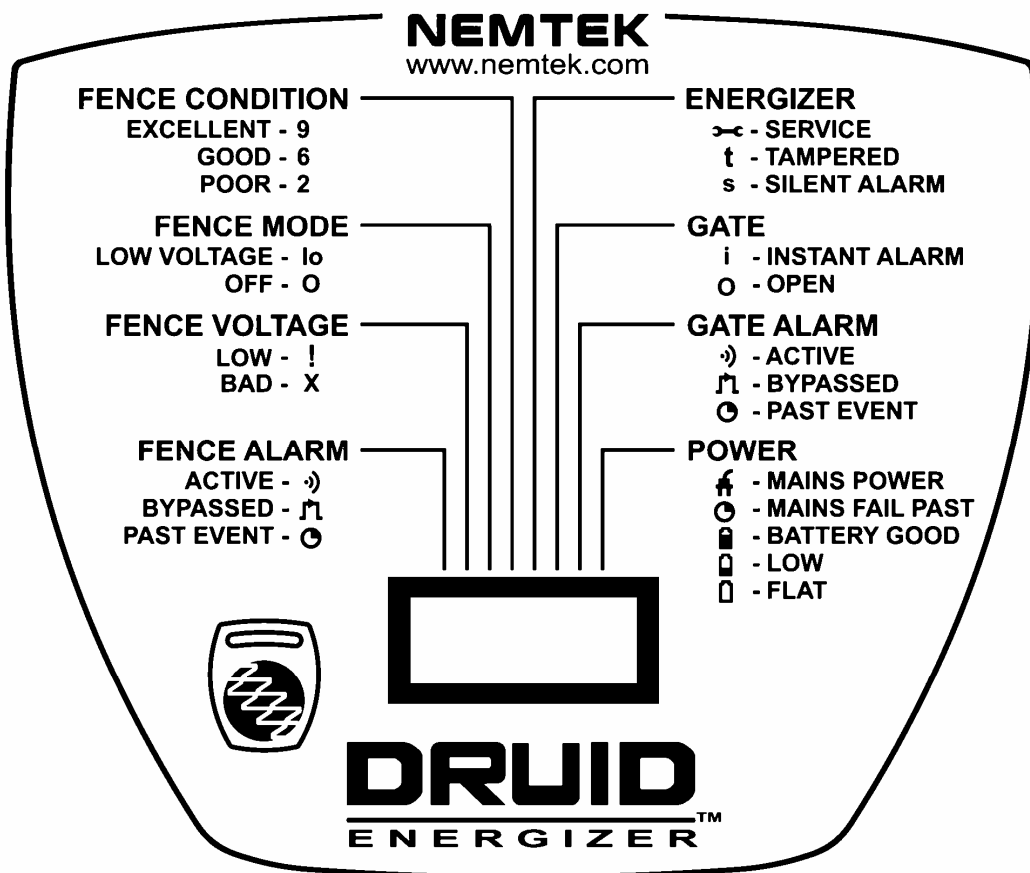 NEMTEK
www.nemtek.com
FENCE CONDITION
EXCELLENT - 9
GOOD - 6
POOR - 2
FENCE MODE
LOW VOLTAGE - lo
OFF - O
FENCE VOLTAGE
LOW - !
BAD - X
FENCE ALARM
ACTIVE -
BYPASSED -
PAST EVENT -
ENERGIZER
- SERVICE
t - TAMPERED
s - SILENT ALARM
GATE
i - INSTANT ALARM
O - OPEN
GATE ALARM
- ACTIVE
- BYPASSED
- PAST EVENT
POWER
- MAINS POWER
- MAINS FAIL PAST
- BATTERY GOOD
- LOW
- FLAT
DRUID
ENERGIZER™